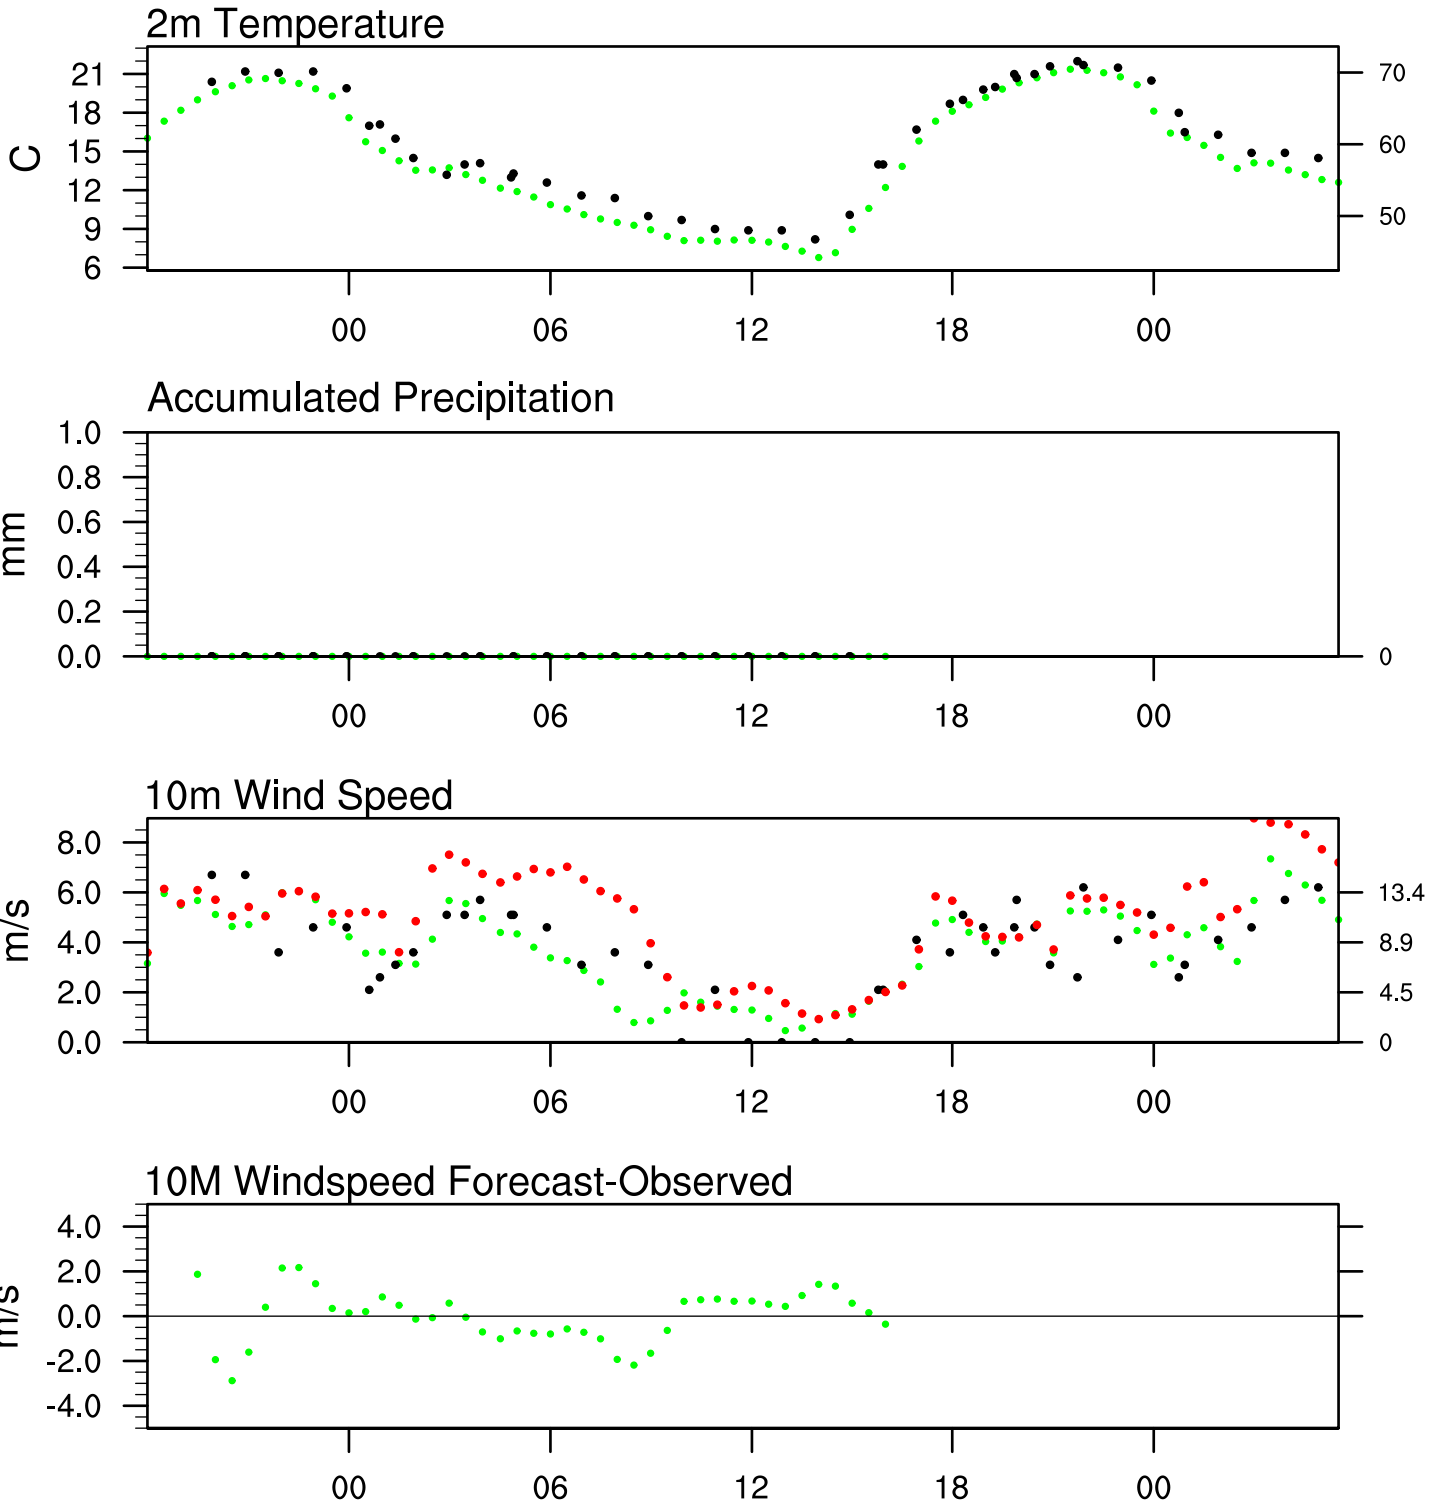 2m Temperature
21
18
15
12
9
6
C
70
60
50
00 06 12 18 00
Accumulated Precipitation
1.0
0.8
0.6
0.4
0.2
0.0
mm
0
00 06 12 18 00
10m Wind Speed
8.0
6.0
4.0
2.0
0.0
m/s
13.4
8.9
4.5
0
00 06 12 18 00
10M Windspeed Forecast-Observed
4.0
2.0
0.0
-2.0
-4.0
m/s
00 06 12 18 00